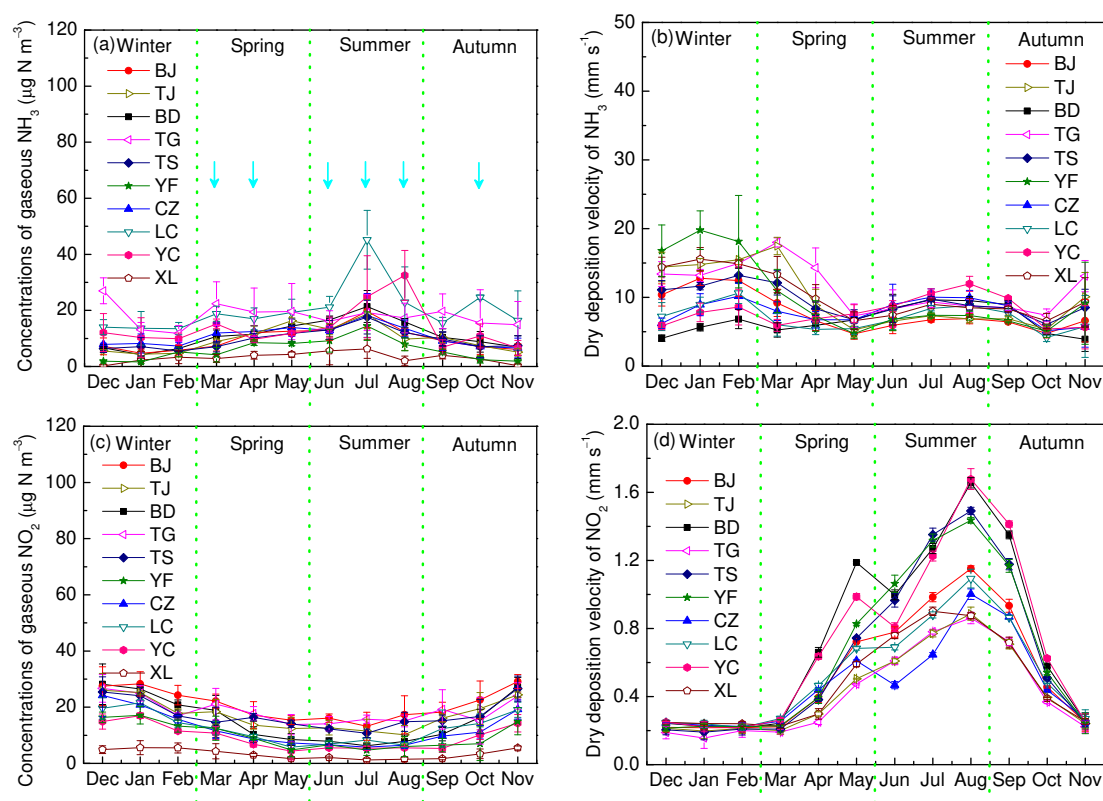 (a) Winter Spring Summer Autumn
Concentrations of gaseous NH3 (µg N m-3)
120
100
80
60
40
20
0
BJ
TJ
BD
TG
TS
YF
CZ
LC
YC
XL
Dec Jan Feb Mar Apr May Jun Jul Aug Sep Oct Nov
(b) Winter Spring Summer Autumn
Dry deposition velocity of NH3 (mm s-1)
50
40
30
20
10
0
BJ
TJ
BD
TG
TS
YF
CZ
LC
YC
XL
Dec Jan Feb Mar Apr May Jun Jul Aug Sep Oct Nov
(c) Winter Spring Summer Autumn
Concentrations of gaseous NO2 (µg N m-3)
120
100
80
60
40
20
0
BJ
TJ
BD
TG
TS
YF
CZ
LC
YC
XL
Dec Jan Feb Mar Apr May Jun Jul Aug Sep Oct Nov
(d) Winter Spring Summer Autumn
Dry deposition velocity of NO2 (mm s-1)
2.0
1.6
1.2
0.8
0.4
0.0
BJ
TJ
BD
TG
TS
YF
CZ
LC
YC
XL
Dec Jan Feb Mar Apr May Jun Jul Aug Sep Oct Nov